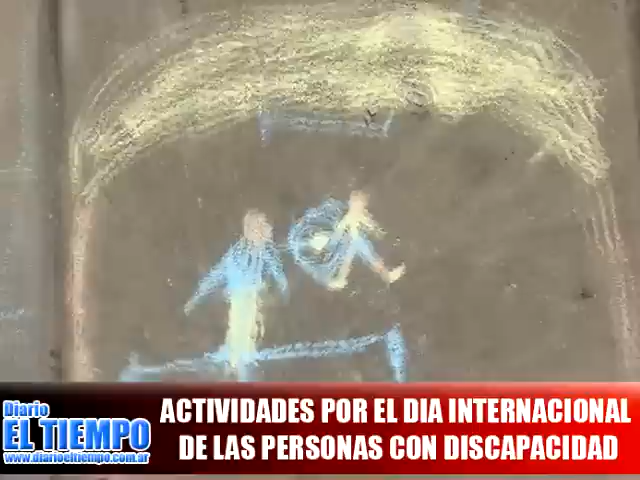 Diario
EL TIEMPO
www.diarioeltiempo.com.ar
ACTIVIDADES POR EL DIA INTERNACIONAL
DE LAS PERSONAS CON DISCAPACIDAD